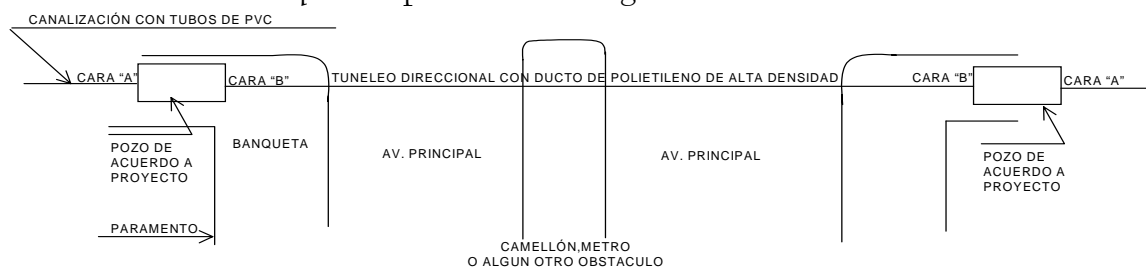 CANALIZACIÓN CON TUBOS DE PVC
CARA “A”
CARA “B”
TUNELEO DIRECCIONAL CON DUCTO DE POLIETILENO DE ALTA DENSIDAD
CARA “B”
CARA “A”
POZO DE
ACUERDO A
PROYECTO
BANQUETA
AV. PRINCIPAL
AV. PRINCIPAL
POZO DE
ACUERDO A
PROYECTO
PARAMENTO
CAMELLÓN,METRO
O ALGUN OTRO OBSTACULO